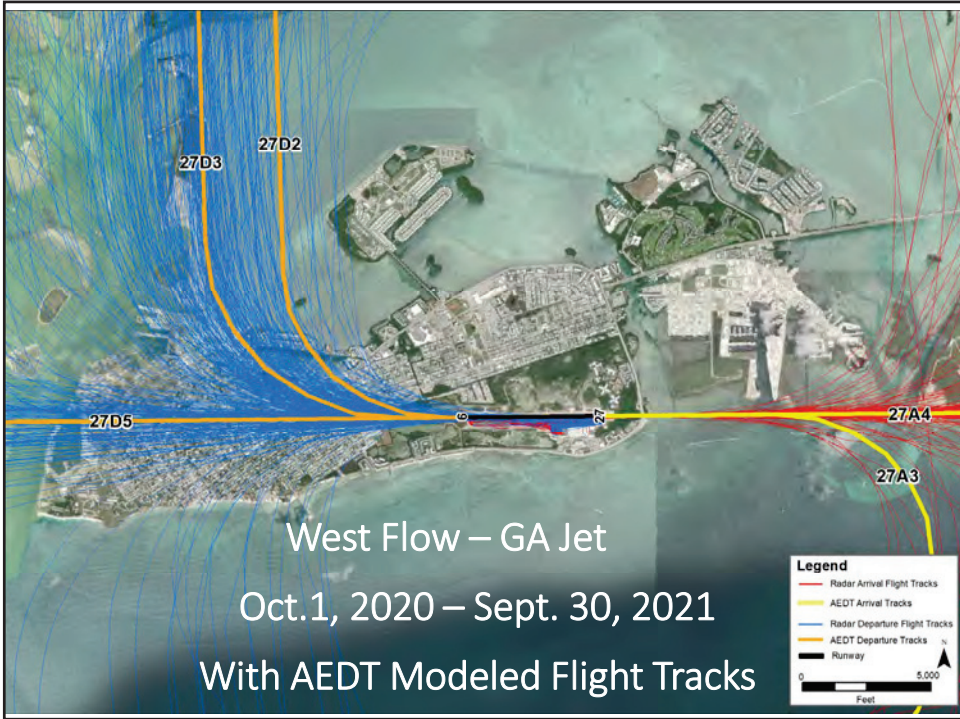 27D3
27D2
27D5
9
27
27A4
27A3
West Flow – GA Jet
Oct.1, 2020 – Sept. 30, 2021
With AEDT Modeled Flight Tracks
Legend
Radar Arrival Flight Tracks
AEDT Arrival Tracks
Radar Departure Flight Tracks
AEDT Departure Tracks
Runway
N
0 5,000
Feet